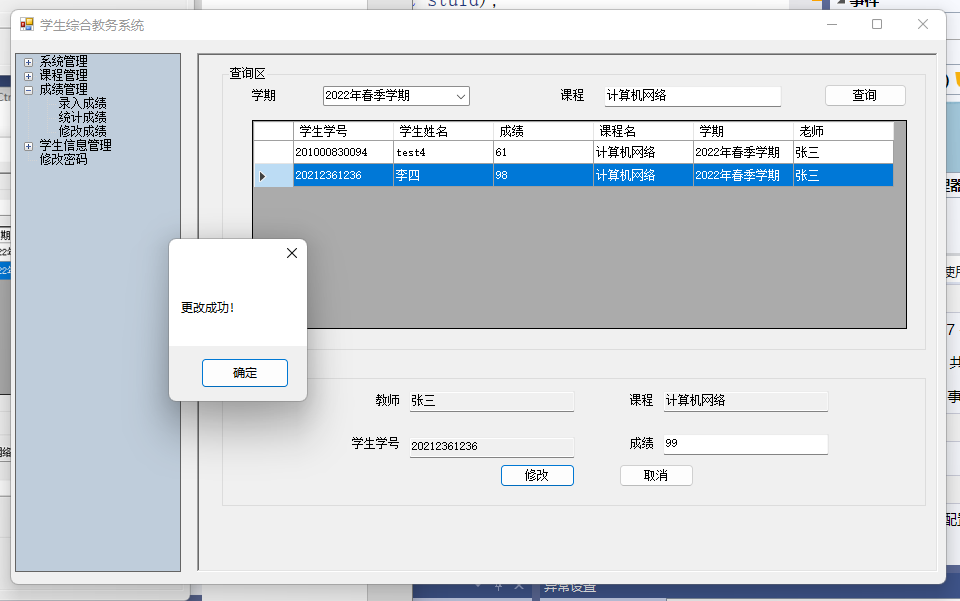 stuid),
事件
学生综合教务系统
系统管理
课程管理
成绩管理
录入成绩
统计成绩
修改成绩
学生信息管理
修改密码
查询区
学期 2022年春季学期 课程 计算机网络 查询
学生学号 学生姓名 成绩 课程名 学期 老师
201000830094 test4 61 计算机网络 2022年春季学期 张三
20212361236 李四 98 计算机网络 2022年春季学期 张三
更改成功!
确定
教师 张三 课程 计算机网络
学生学号 20212361236 成绩 99
修改 取消
异常设置